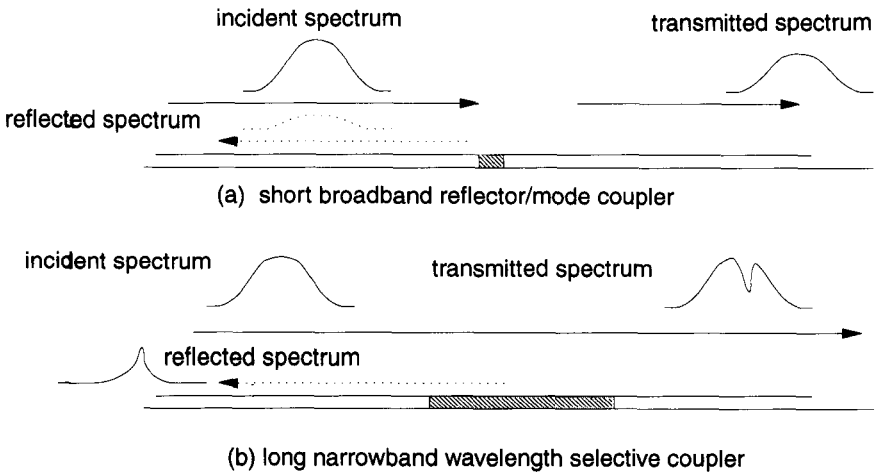 incident spectrum
transmitted spectrum
reflected spectrum
(a) short broadband reflector/mode coupler
incident spectrum
transmitted spectrum
reflected spectrum
(b) long narrowband wavelength selective coupler